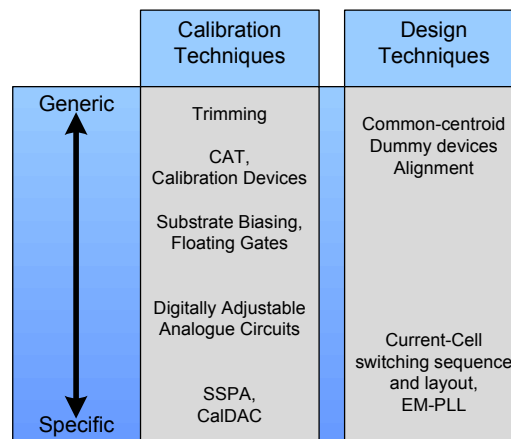 Calibration
Techniques
Design
Techniques
Generic
Trimming
CAT,
Calibration Devices
Substrate Biasing,
Floating Gates
Digitally Adjustable
Analogue Circuits
SSPA,
CalDAC
Common-centroid
Dummy devices
Alignment
Current-Cell
switching sequence
and layout,
EM-PLL
Specific